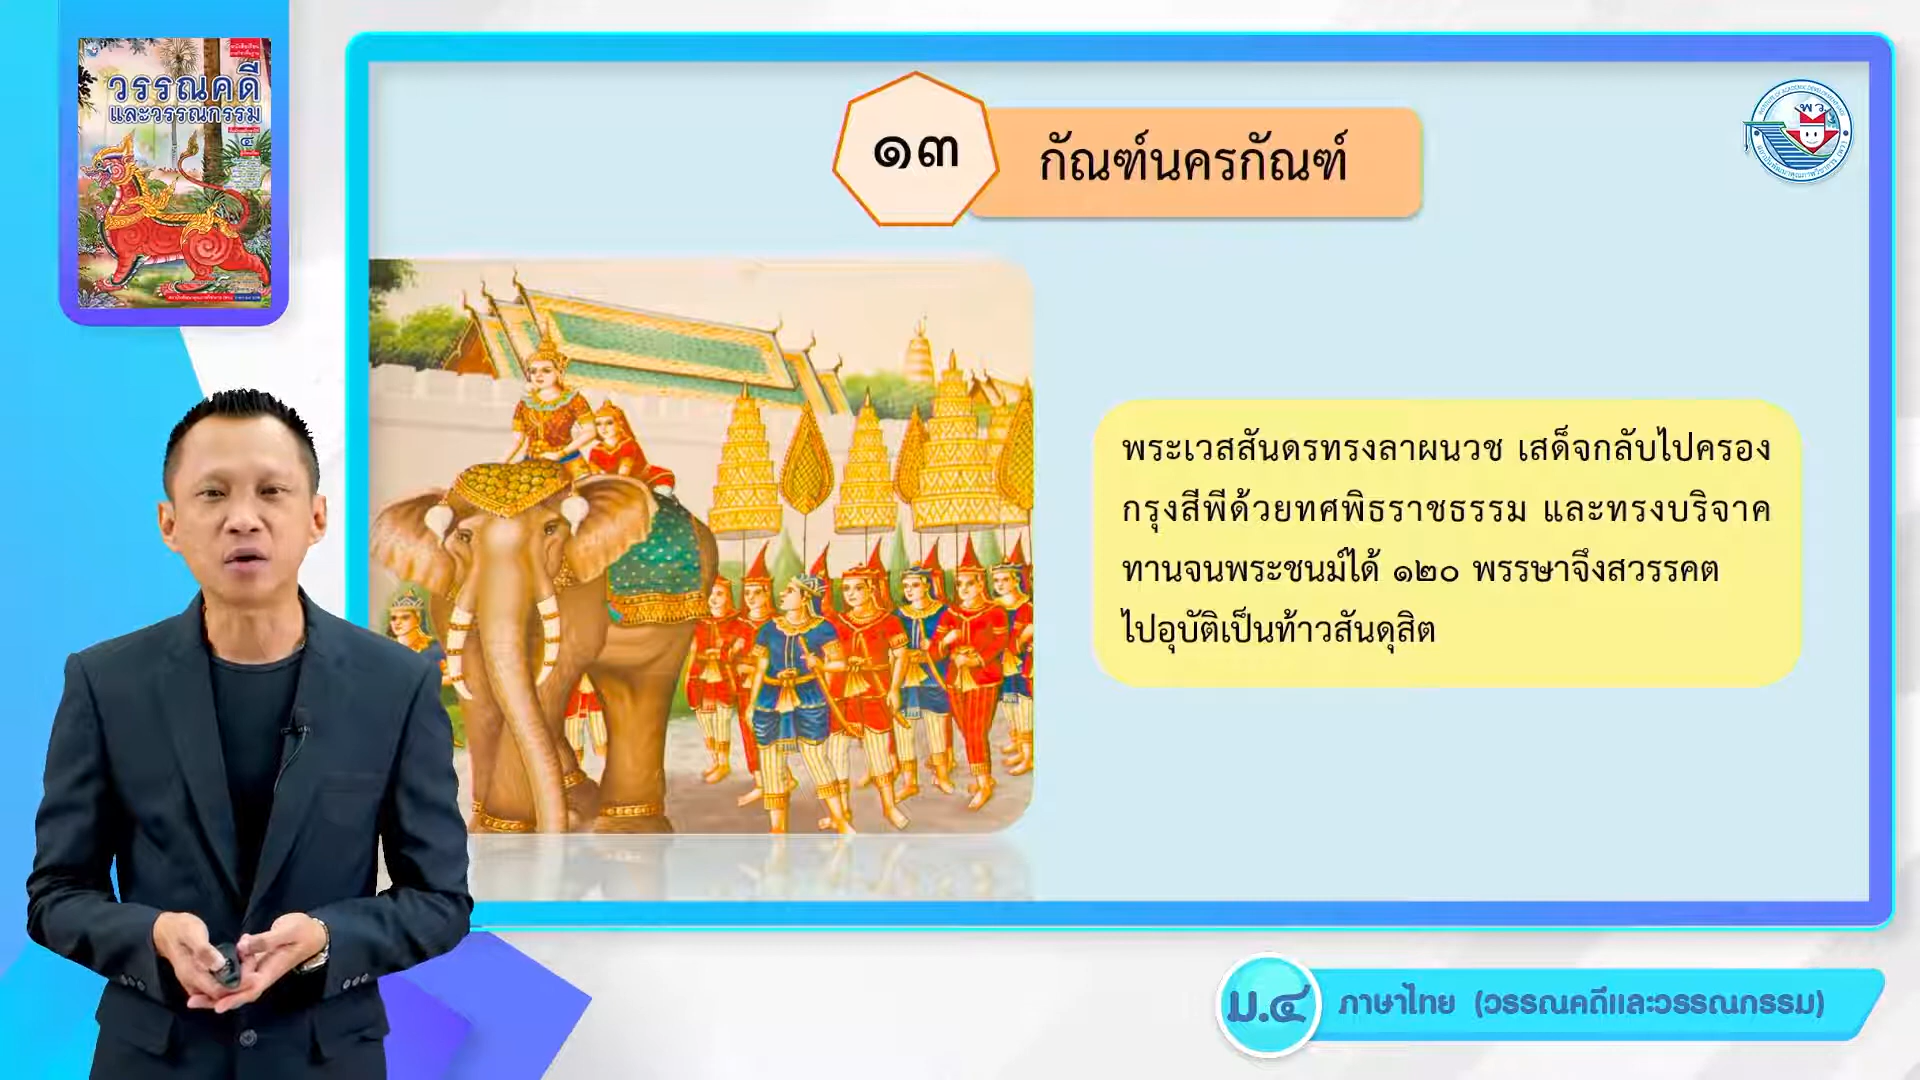 วรรณคดี
และวรรณกรรม
๔
๑๓
กัณฑ์นครกัณฑ์
พว
พระเวสสันดรทรงลาผนวช เสด็จกลับไปครอง
กรุงสีพีด้วยทศพิธราชธรรม และทรงบริจาค
ทานจนพระชนม์ได้ ๑๒๐ พรรษาจึงสวรรคต
ไปอุบัติเป็นท้าวสันดุสิต
ม.๔
ภาษาไทย (วรรณคดีและวรรณกรรม)